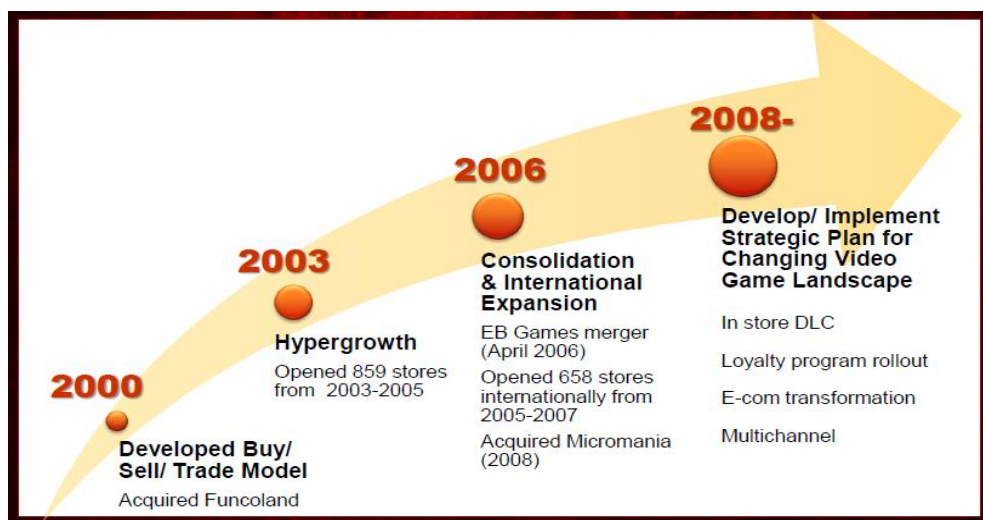 2000
Developed Buy/
Sell/ Trade Model
Acquired Funcoland
2003
Hypergrowth
Opened 859 stores
from 2003-2005
2006
Consolidation
& International
Expansion
EB Games merger
(April 2006)
Opened 658 stores
internationally from
2005-2007
Acquired Micromania
(2008)
2008-
Develop/ Implement
Strategic Plan for
Changing Video
Game Landscape
In store DLC
Loyalty program rollout
E-com transformation
Multichannel